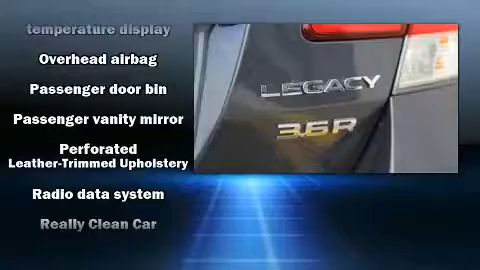 temperature display
Overhead airbag
Passenger door bin
Passenger vanity mirror
Perforated
Leather-Trimmed Upholstery
Radio data system
Really Clean Car
LEGACY
3.6R